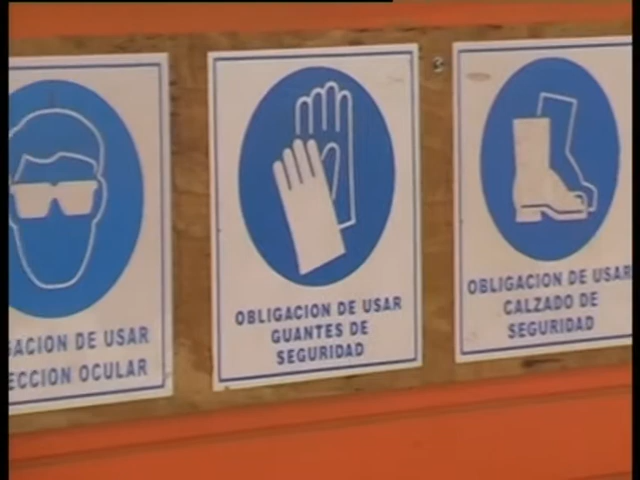 GACION DE USAR
ECCION OCULAR
OBLIGACION DE USAR
GUANTES DE
SEGURIDAD
OBLIGACION DE USAR
CALZADO DE
SEGURIDAD